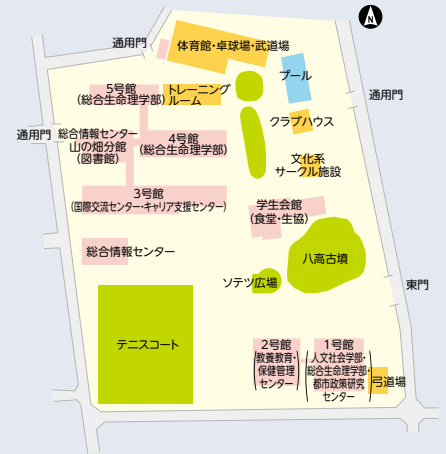 N
通用門
体育館・卓球場・武道場
プール
5号館
(総合生命理学部)
トレーニング
ルーム
通用門
クラブハウス
通用門
総合情報センター
山の畑分館
(図書館)
4号館
(総合生命理学部)
文化系
サークル施設
3号館
(国際交流センター・キャリア支援センター)
学生会館
(食堂・生協)
総合情報センター
八高古墳
ソテツ広場
東門
テニスコート
2号館
(教養教育・
保健管理
センター)
1号館
(人文社会学部・
総合生命理学部・
都市政策研究
センター)
弓道場